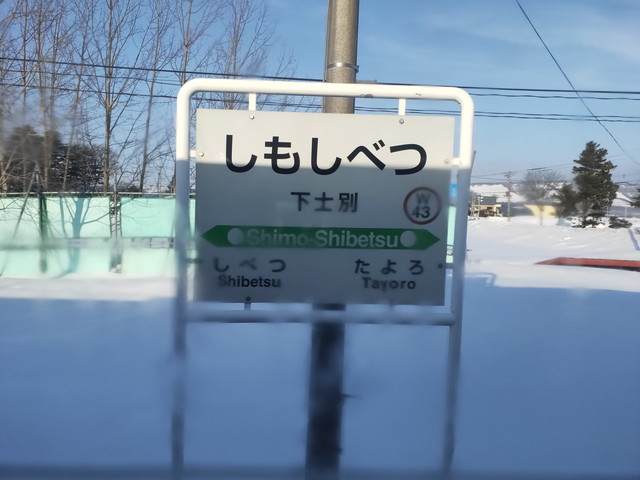 しもしべつ
下士別
W
43
Shimo-Shibetsu
しべつ たよろ
Shibetsu Tayoro